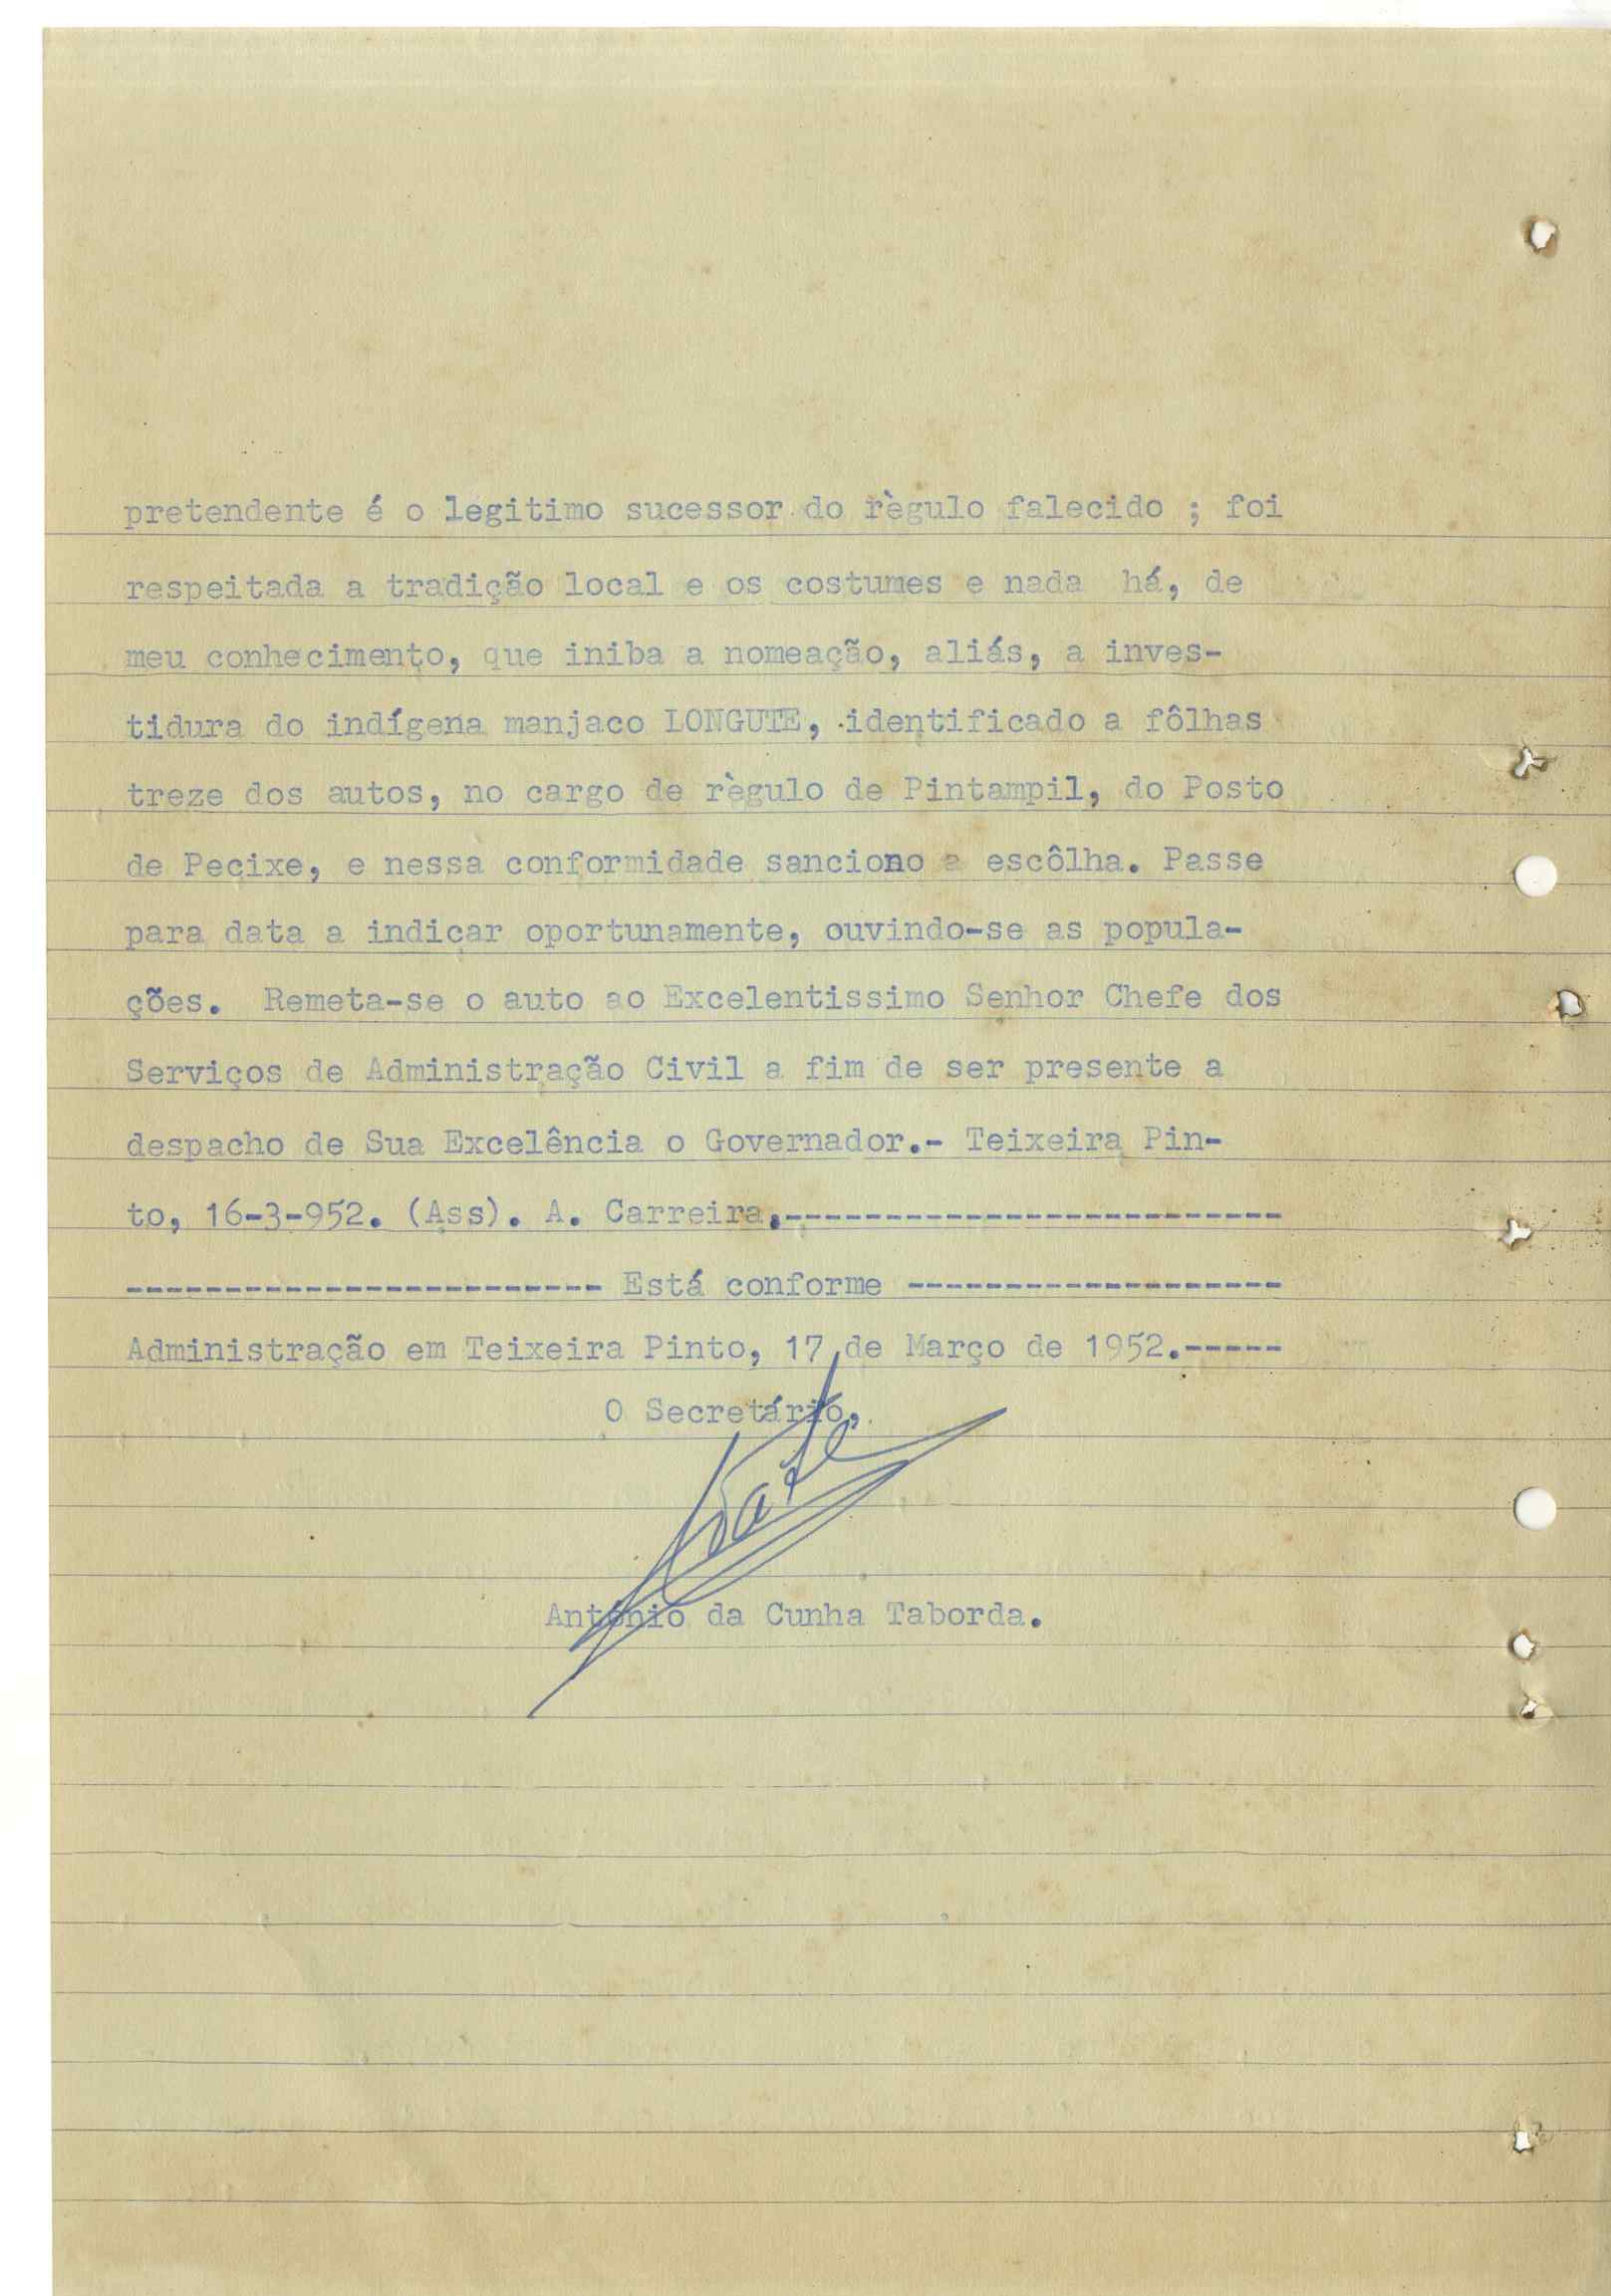 pretendente é o legitimo sucessor do règulo falecido ; foi
respeitada a tradição local e os costumes e nada há, de
meu conhecimento, que iniba a nomeação, aliás, a inves-
tidura do indígena manjaco LONGUTE, identificado a fôlhas
treze dos autos, no cargo de règulo de Pintampil, do Posto
de Pecixe, e nessa conformidade sanciono a escôlha. Passe
para data a indicar oportunamente, ouvindo-se as popula-
ções. Remeta-se o auto ao Excelentissimo Senhor Chefe dos
Serviços de Administração Civil a fim de ser presente a
despacho de Sua Excelência o Governador.- Teixeira Pin-
to, 16-3-952. (Ass). A. Carreira.-------------------------
------------------------ Está conforme -------------------
Administração em Teixeira Pinto, 17 de Março de 1952.-----
O Secretário,
António da Cunha Taborda.